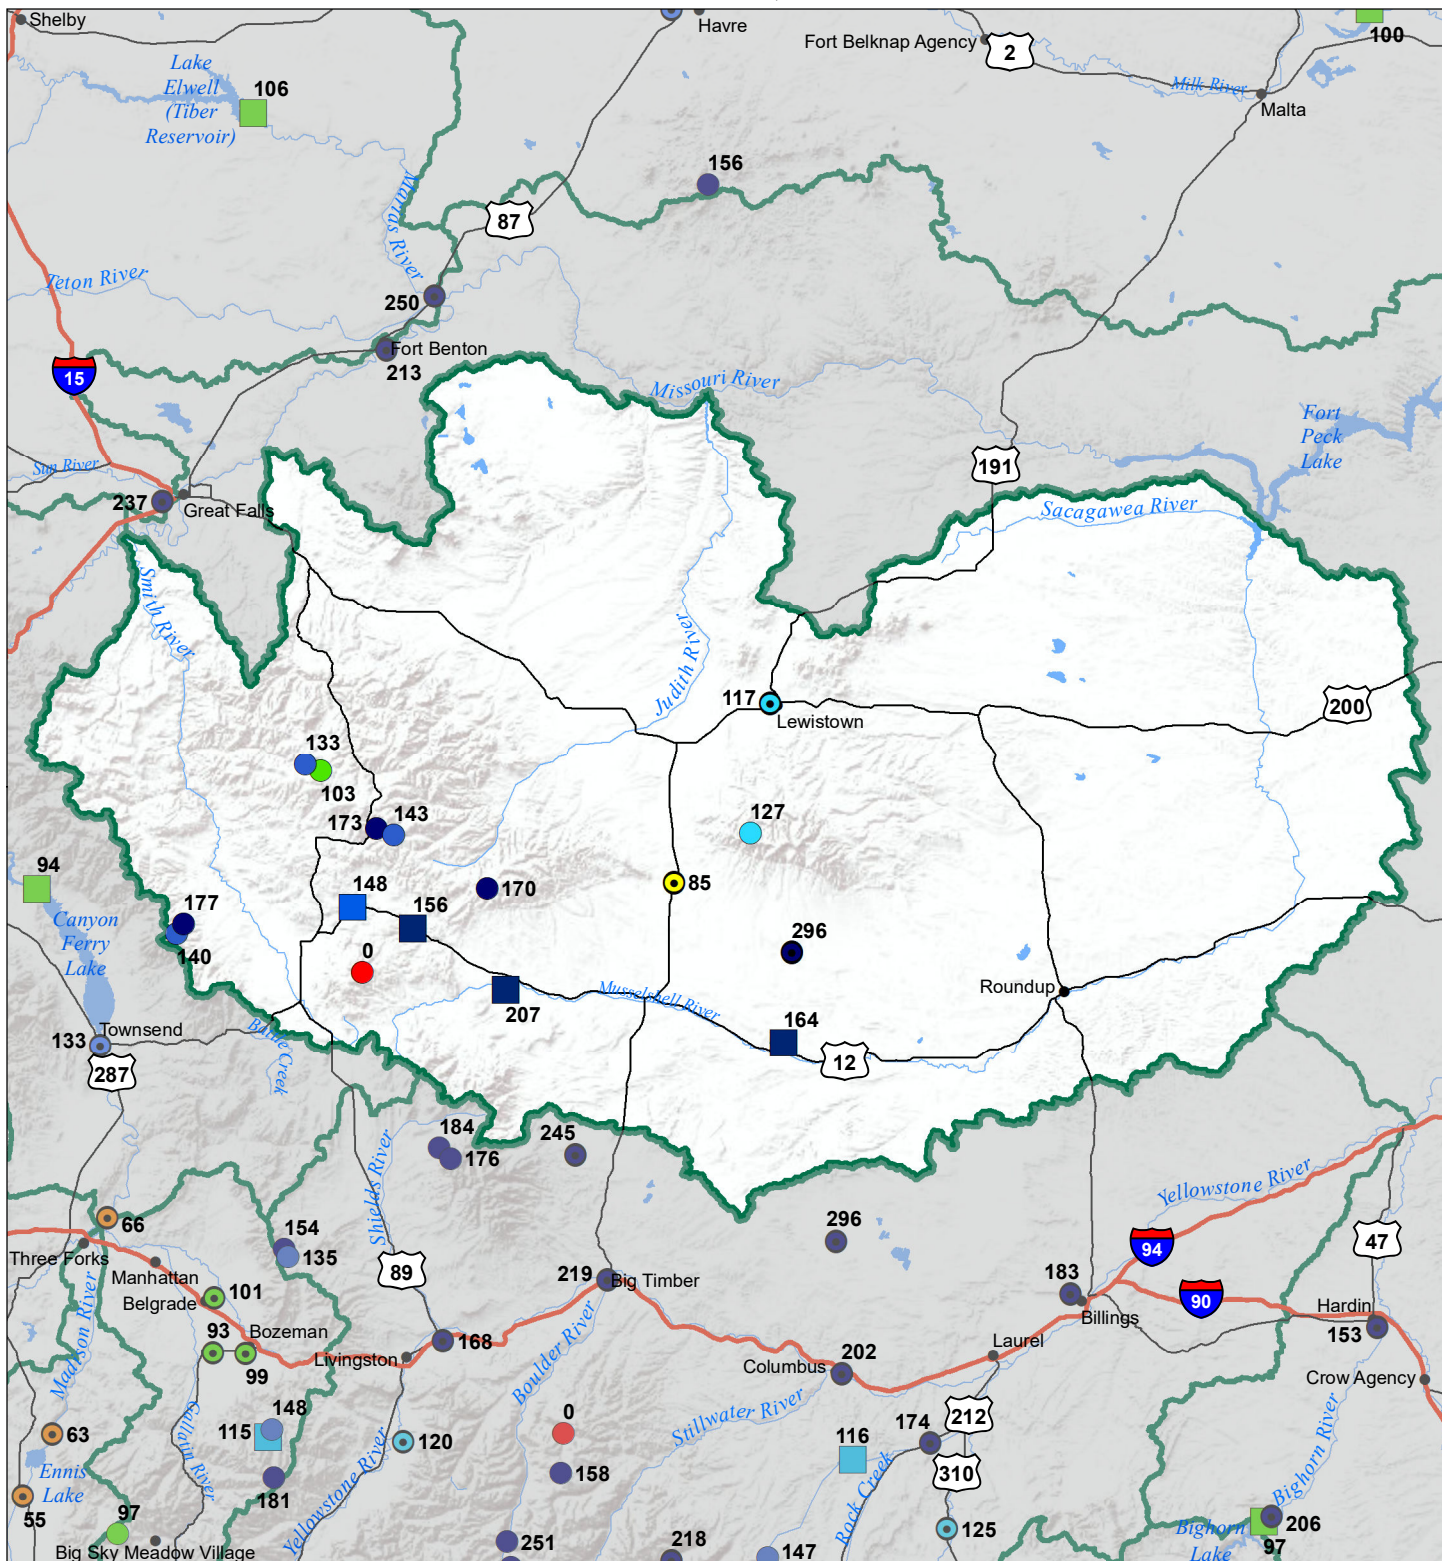 Shelby
Havre
Fort Belknap Agency
2
100
Lake
Elwell
(Tiber
Reservoir)
106
Milk River
Malta
156
Marias River
87
Teton River
250
Fort Benton
213
15
Missouri River
Fort
Peck
Lake
Sun River
191
237
Great Falls
Sacagawea River
Smith River
Judith River
117
Lewistown
200
133
103
173
143
127
94
148
170
85
Canyon
Ferry
Lake
177
156
140
0
296
Roundup
207
Musselshell River
164
Townsend
133
Battle Creek
12
287
184
176
245
Shields River
Yellowstone River
66
154
135
296
Three Forks
94
47
Manhattan
89
219
Big Timber
183
Belgrade
101
90
Billings
Hardin
Madison River
93
Bozeman
99
168
Livingston
Boulder River
Laurel
153
Columbus
202
Crow Agency
148
115
Gallatin River
0
Stillwater River
212
63
120
116
174
Ennis
Lake
181
158
310
Rock Creek
Bighorn River
55
Yellowstone River
97
251
218
147
125
Bighorn
Lake
206
97
Big Sky Meadow Village